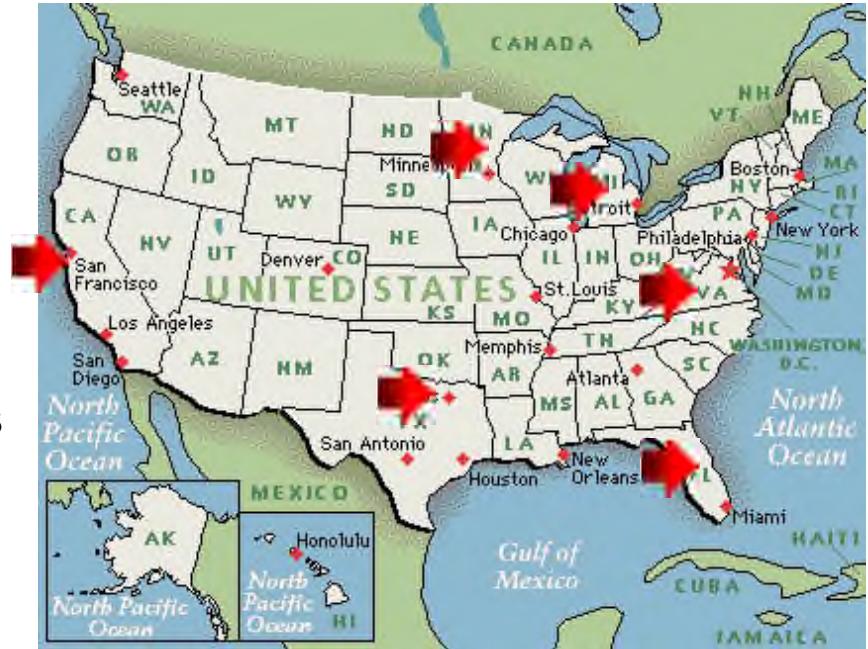 CANADA
Seattle
WA
MT
ND
OR
ID
WY
SD
NE
IA
CA
NV
UT
Denver
CO
San
Francisco
UNITED STATES
KS
MO
St. Louis
Chicago
IL
IN
OH
KY
TN
VA
NC
SC
PA
NY
VT
NH
ME
Boston
MA
RI
CT
New York
NJ
DE
MD
Philadelphia
WASHINGTON,
D.C.
Los Angeles
San
Diego
AZ
NM
OK
AR
Memphis
Atlanta
MS
AL
GA
LA
San Antonio
Houston
New
Orleans
Miami
North
Pacific
Ocean
North
Atlantic
Ocean
MEXICO
Gulf of
Mexico
AK
North Pacific
Ocean
Honolulu
North
Pacific
Ocean
HI
CUBA
HAITI
JAMAICA